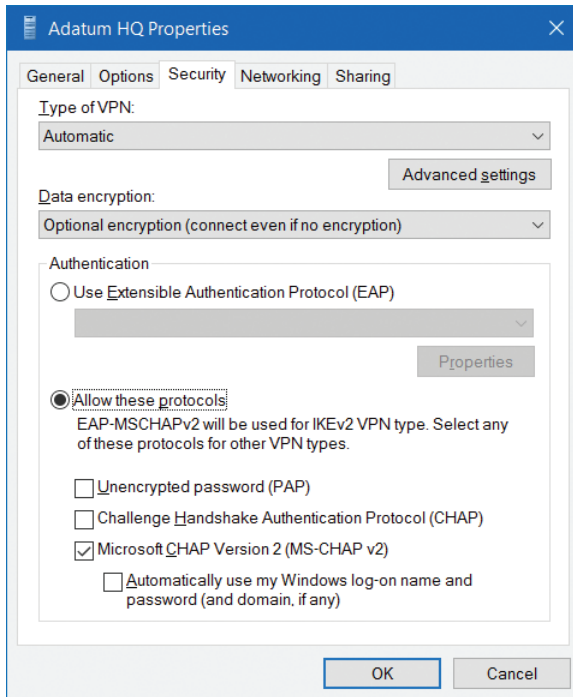 Adatum HQ Properties
General Options Security Networking Sharing
Type of VPN:
Automatic
Advanced settings
Data encryption:
Optional encryption (connect even if no encryption)
Authentication
Use Extensible Authentication Protocol (EAP)
Properties
Allow these protocols
EAP-MSCHAPv2 will be used for IKEv2 VPN type. Select any
of these protocols for other VPN types.
Unencrypted password (PAP)
Challenge Handshake Authentication Protocol (CHAP)
Microsoft CHAP Version 2 (MS-CHAP v2)
Automatically use my Windows log-on name and
password (and domain, if any)
OK Cancel